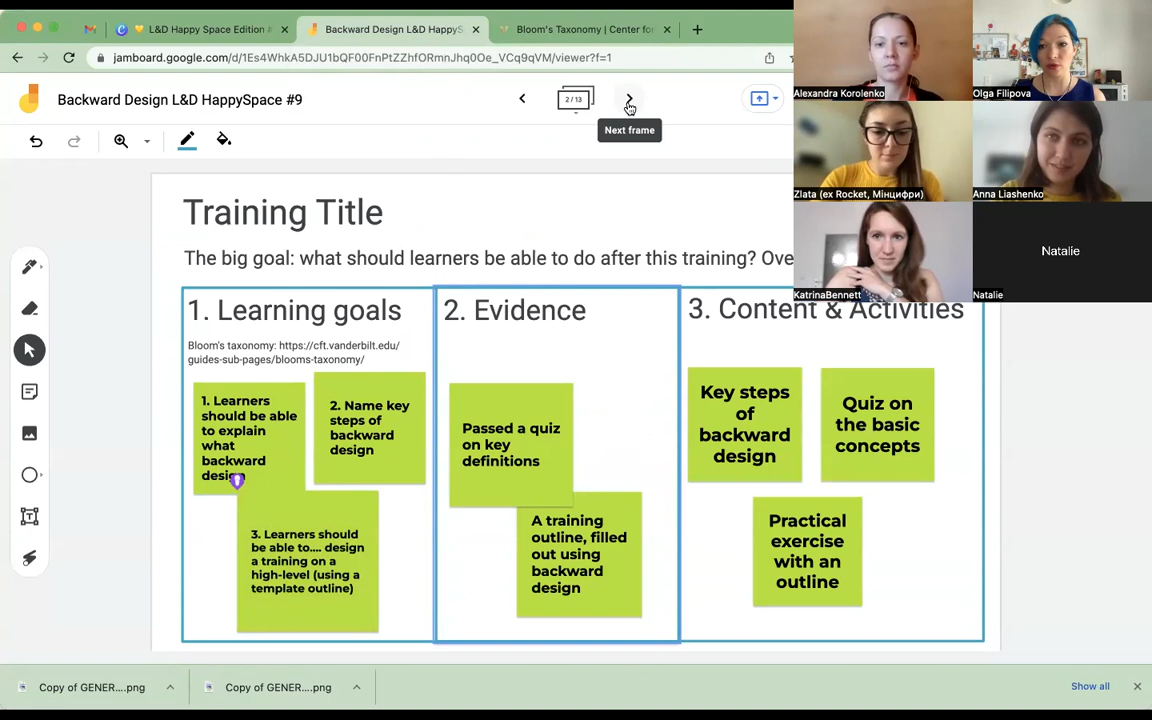 L&D Happy Space Edition #
Backward Design L&D HappyS
Bloom's Taxonomy | Center for
jamboard.google.com/d/1Es4WhkA5DJU1bQF00FnPtZZhfORmnJhq0Oe_VCq9qVM/viewer?f=1
Backward Design L&D HappySpace #9
2 / 13
Next frame
Alexandra Korolenko
Olga Filipova
Zlata (ex Rocket, Мінцифри)
Anna Liashenko
KatrinaBennett
Natalie
Natalie
Training Title
The big goal: what should learners be able to do after this training? Ove
1. Learning goals
Bloom's taxonomy: https://cft.vanderbilt.edu/
guides-sub-pages/blooms-taxonomy/
1. Learners
should be able
to explain
what
backward
design
2. Name key
steps of
backward
design
3. Learners should
be able to.... design
a training on a
high-level (using a
template outline)
2. Evidence
Passed a quiz
on key
definitions
A training
outline, filled
out using
backward
design
3. Content & Activities
Key steps
of
backward
design
Quiz on
the basic
concepts
Practical
exercise
with an
outline
Copy of GENER....png
Copy of GENER....png
Show all